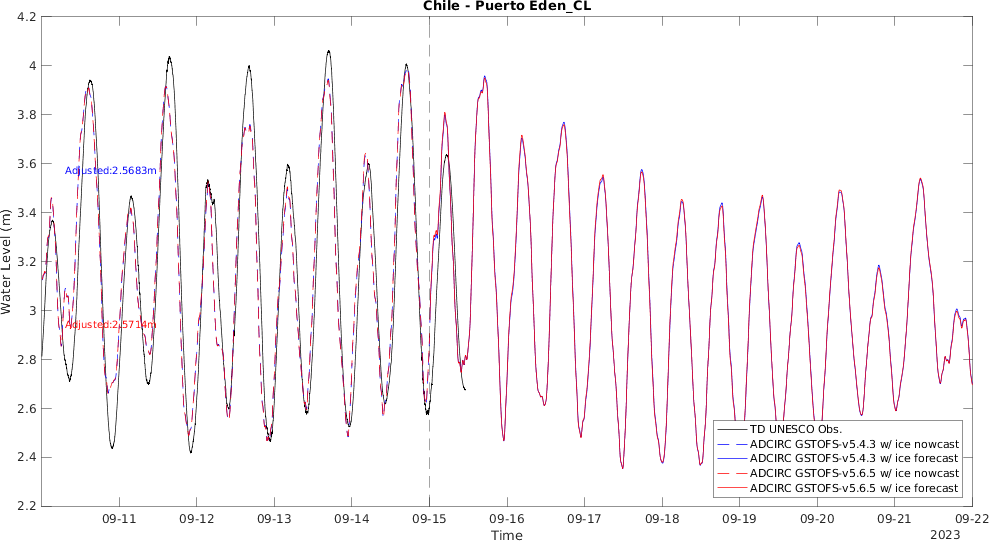 Chile - Puerto Eden_CL
4.2
4
3.8
3.6
3.4
3.2
3
2.8
2.6
2.4
2.2
Water Level (m)
Adjusted:2.5683m
Adjusted:2.5714m
TD UNESCO Obs.
ADCIRC GSTOFS-v5.4.3 w/ ice nowcast
ADCIRC GSTOFS-v5.4.3 w/ ice forecast
ADCIRC GSTOFS-v5.6.5 w/ ice nowcast
ADCIRC GSTOFS-v5.6.5 w/ ice forecast
09-11 09-12 09-13 09-14 09-15 09-16 09-17 09-18 09-19 09-20 09-21 09-22
Time
2023